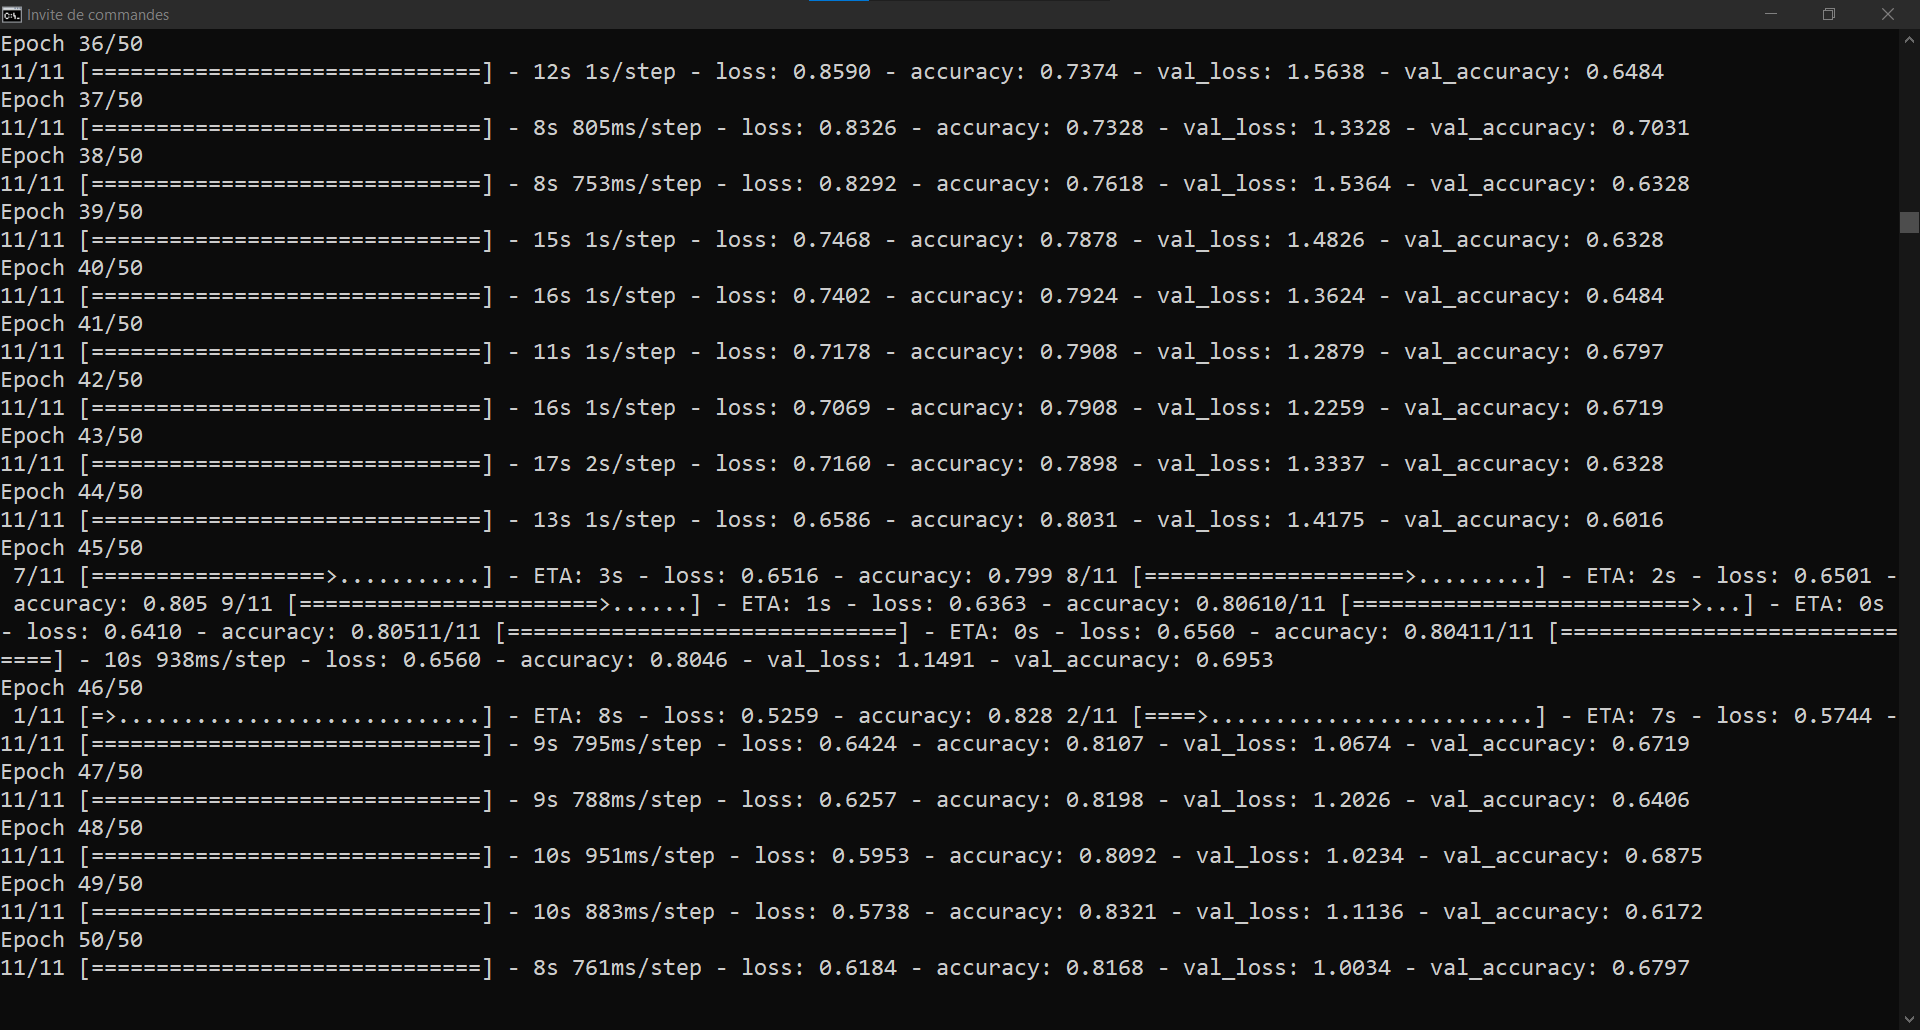 Invite de commandes
Epoch 36/50
11/11 [==============================] - 12s 1s/step - loss: 0.8590 - accuracy: 0.7374 - val_loss: 1.5638 - val_accuracy: 0.6484
Epoch 37/50
11/11 [==============================] - 8s 805ms/step - loss: 0.8326 - accuracy: 0.7328 - val_loss: 1.3328 - val_accuracy: 0.7031
Epoch 38/50
11/11 [==============================] - 8s 753ms/step - loss: 0.8292 - accuracy: 0.7618 - val_loss: 1.5364 - val_accuracy: 0.6328
Epoch 39/50
11/11 [==============================] - 15s 1s/step - loss: 0.7468 - accuracy: 0.7878 - val_loss: 1.4826 - val_accuracy: 0.6328
Epoch 40/50
11/11 [==============================] - 16s 1s/step - loss: 0.7402 - accuracy: 0.7924 - val_loss: 1.3624 - val_accuracy: 0.6484
Epoch 41/50
11/11 [==============================] - 11s 1s/step - loss: 0.7178 - accuracy: 0.7908 - val_loss: 1.2879 - val_accuracy: 0.6797
Epoch 42/50
11/11 [==============================] - 16s 1s/step - loss: 0.7069 - accuracy: 0.7908 - val_loss: 1.2259 - val_accuracy: 0.6719
Epoch 43/50
11/11 [==============================] - 17s 2s/step - loss: 0.7160 - accuracy: 0.7898 - val_loss: 1.3337 - val_accuracy: 0.6328
Epoch 44/50
11/11 [==============================] - 13s 1s/step - loss: 0.6586 - accuracy: 0.8031 - val_loss: 1.4175 - val_accuracy: 0.6016
Epoch 45/50
 7/11 [==================>...........] - ETA: 3s - loss: 0.6516 - accuracy: 0.799 8/11 [====================>.........] - ETA: 2s - loss: 0.6501 -
 accuracy: 0.805 9/11 [=======================>......] - ETA: 1s - loss: 0.6363 - accuracy: 0.80610/11 [==========================>...] - ETA: 0s
- loss: 0.6410 - accuracy: 0.80511/11 [==============================] - ETA: 0s - loss: 0.6560 - accuracy: 0.80411/11 [==========================
====] - 10s 938ms/step - loss: 0.6560 - accuracy: 0.8046 - val_loss: 1.1491 - val_accuracy: 0.6953
Epoch 46/50
 1/11 [=>............................] - ETA: 8s - loss: 0.5259 - accuracy: 0.828 2/11 [====>.........................] - ETA: 7s - loss: 0.5744 -
11/11 [==============================] - 9s 795ms/step - loss: 0.6424 - accuracy: 0.8107 - val_loss: 1.0674 - val_accuracy: 0.6719
Epoch 47/50
11/11 [==============================] - 9s 788ms/step - loss: 0.6257 - accuracy: 0.8198 - val_loss: 1.2026 - val_accuracy: 0.6406
Epoch 48/50
11/11 [==============================] - 10s 951ms/step - loss: 0.5953 - accuracy: 0.8092 - val_loss: 1.0234 - val_accuracy: 0.6875
Epoch 49/50
11/11 [==============================] - 10s 883ms/step - loss: 0.5738 - accuracy: 0.8321 - val_loss: 1.1136 - val_accuracy: 0.6172
Epoch 50/50
11/11 [==============================] - 8s 761ms/step - loss: 0.6184 - accuracy: 0.8168 - val_loss: 1.0034 - val_accuracy: 0.6797